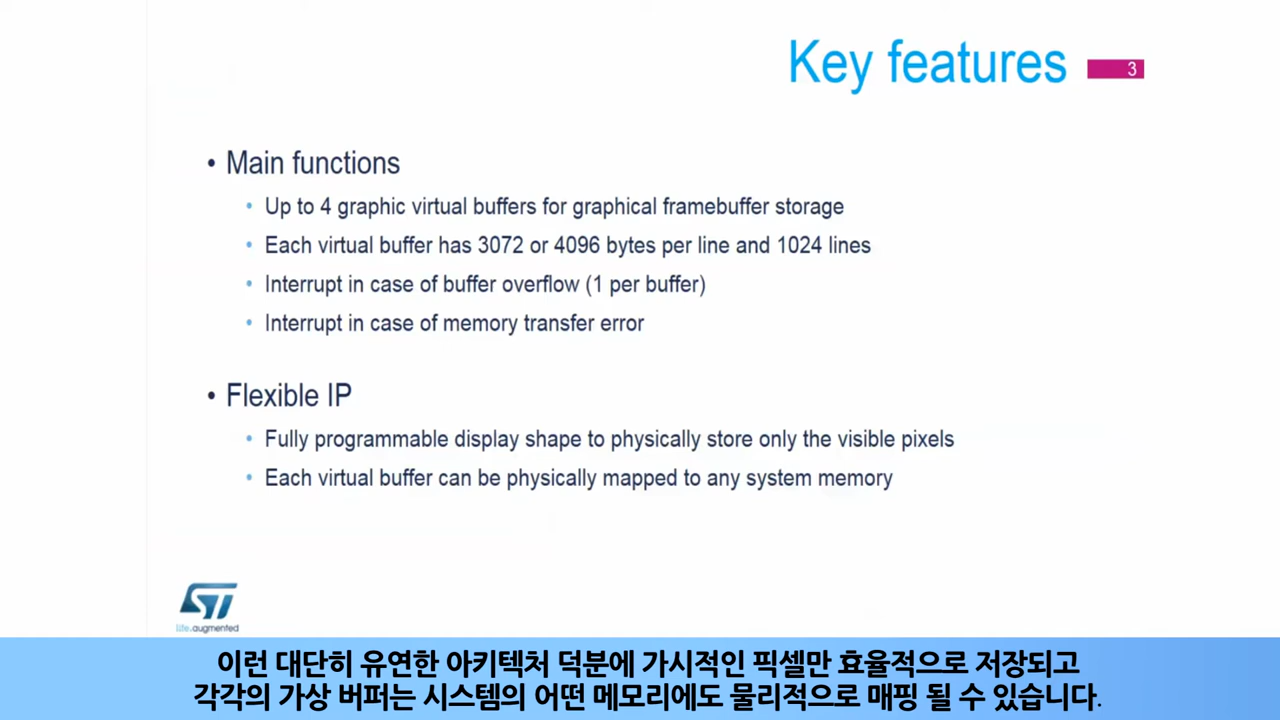 Key features
3
• Main functions
• Up to 4 graphic virtual buffers for graphical framebuffer storage
• Each virtual buffer has 3072 or 4096 bytes per line and 1024 lines
• Interrupt in case of buffer overflow (1 per buffer)
• Interrupt in case of memory transfer error
• Flexible IP
• Fully programmable display shape to physically store only the visible pixels
• Each virtual buffer can be physically mapped to any system memory
ST
life.augmented
이런 대단히 유연한 아키텍처 덕분에 가시적인 픽셀만 효율적으로 저장되고
각각의 가상 버퍼는 시스템의 어떤 메모리에도 물리적으로 매핑 될 수 있습니다.